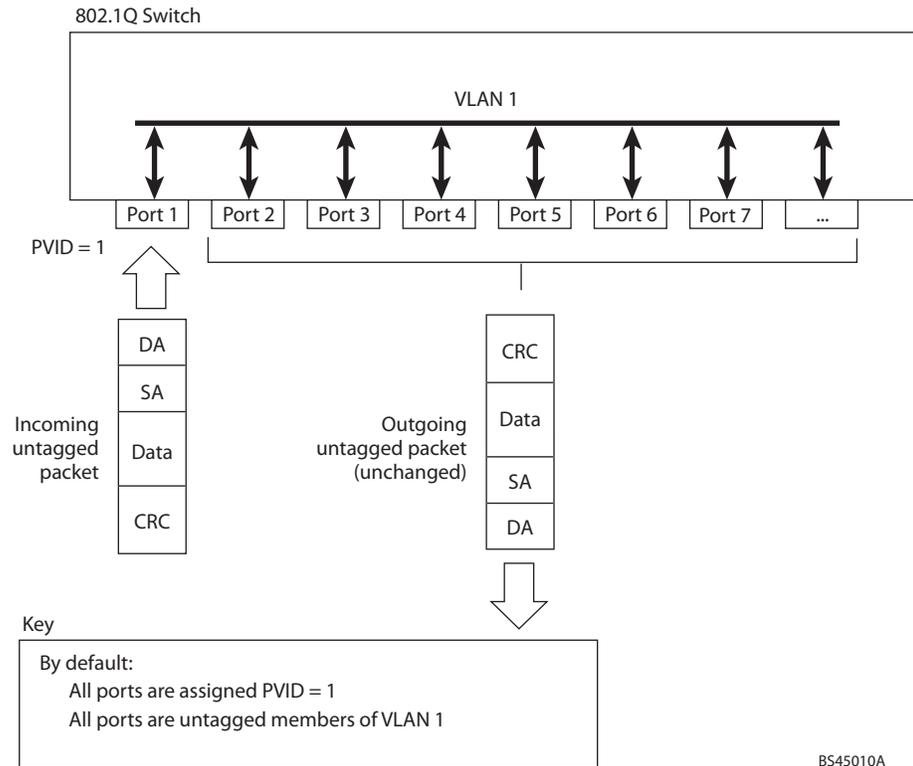 802.1Q Switch
VLAN 1
Port 1
Port 2
Port 3
Port 4
Port 5
Port 6
Port 7
...
PVID = 1
Incoming
untagged
packet
DA
SA
Data
CRC
Outgoing
untagged packet
(unchanged)
CRC
Data
SA
DA
Key
By default:
All ports are assigned PVID = 1
All ports are untagged members of VLAN 1
BS45010A